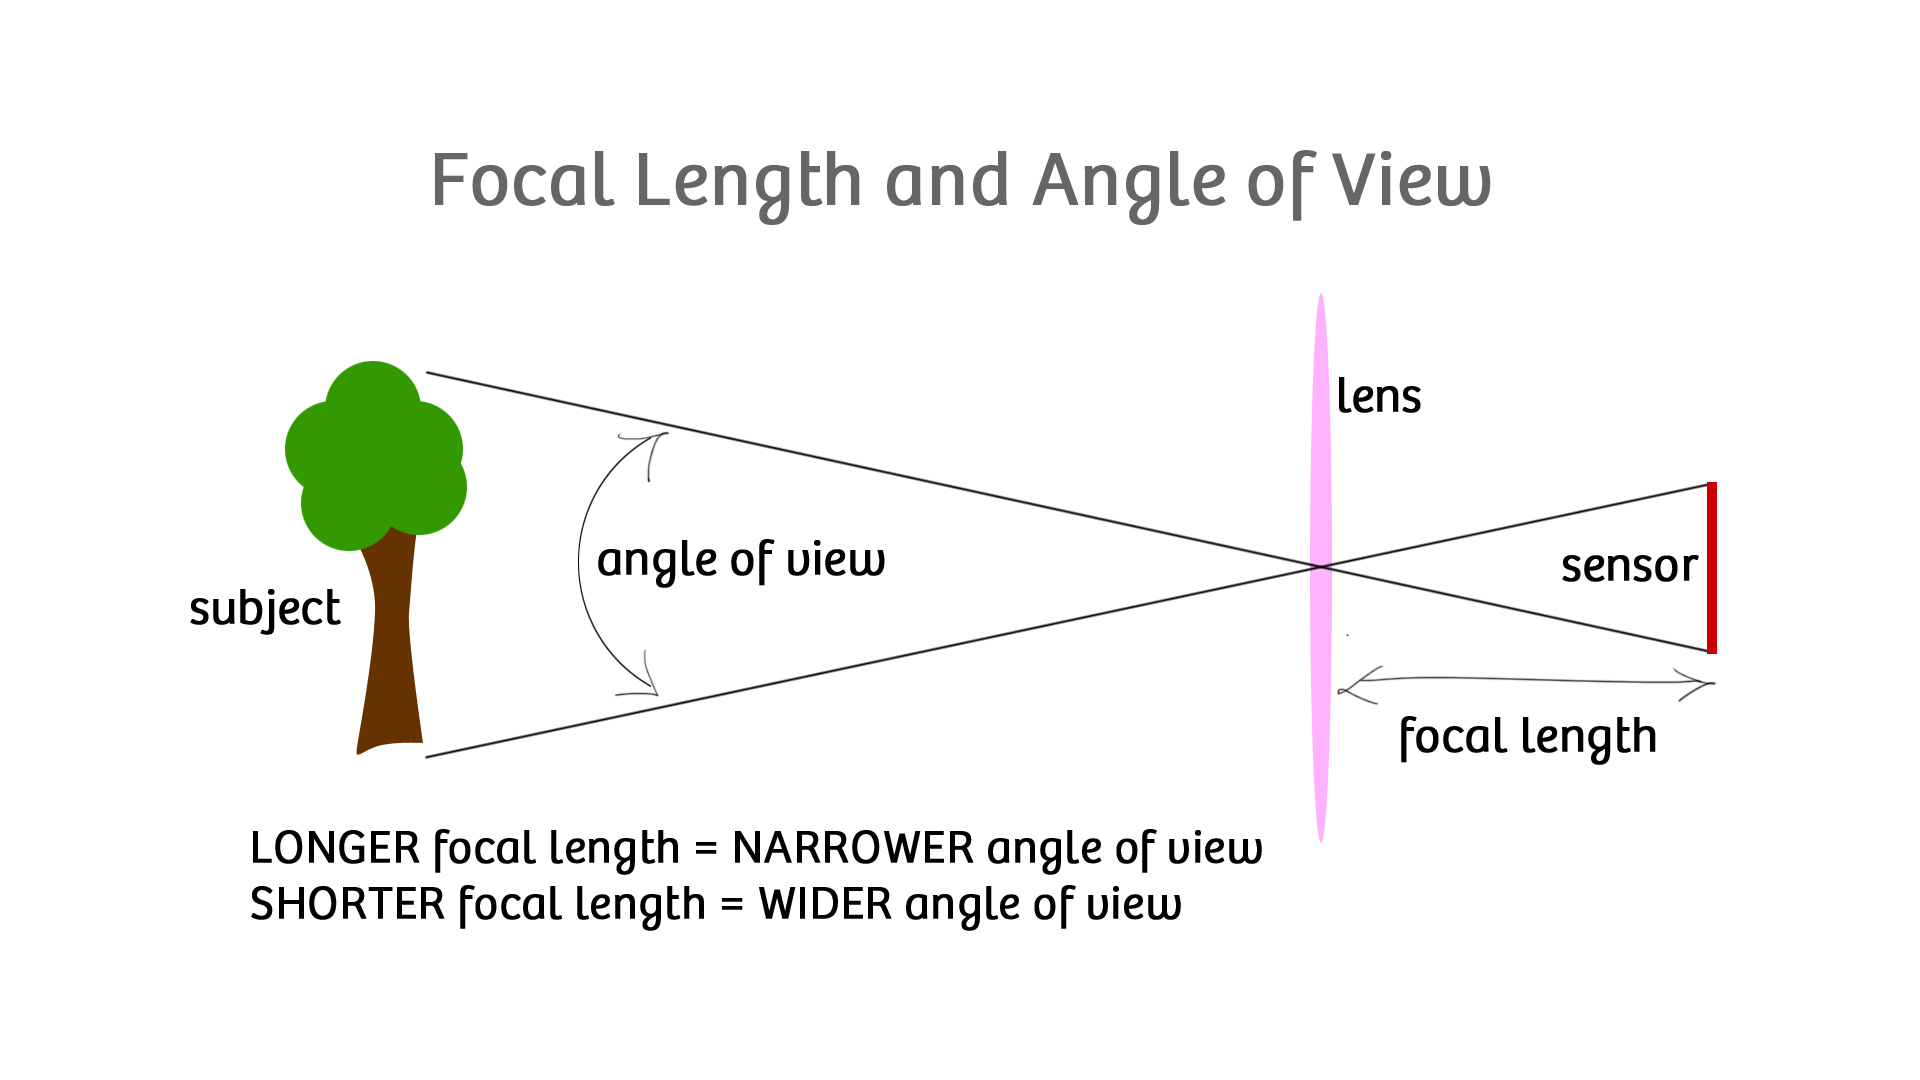 Focal Length and Angle of View
lens
angle of view
sensor
subject
focal length
LONGER focal length = NARROWER angle of view
SHORTER focal length = WIDER angle of view